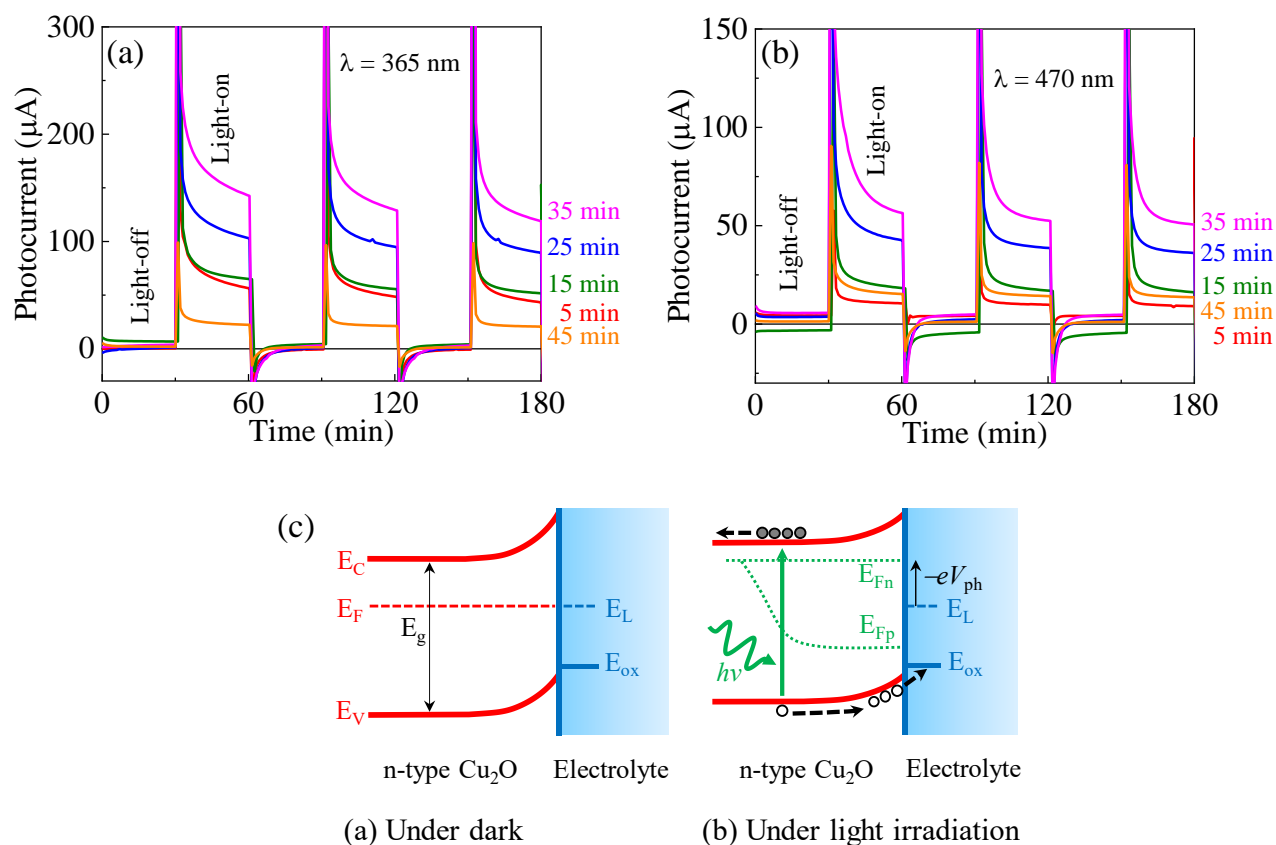 (a)
λ = 365 nm
Photocurrent (µA)
300
200
100
0
Light-off
Light-on
35 min
25 min
15 min
5 min
45 min
0 60 120 180
Time (min)
(b)
λ = 470 nm
Photocurrent (µA)
150
100
50
0
Light-off
Light-on
35 min
25 min
15 min
45 min
5 min
0 60 120 180
Time (min)
(c)
E_C
E_F
E_g
E_V
E_L
E_ox
n-type Cu₂O Electrolyte
(a) Under dark
E_Fn
–eV_ph
E_L
E_Fp
hν
E_ox
n-type Cu₂O Electrolyte
(b) Under light irradiation